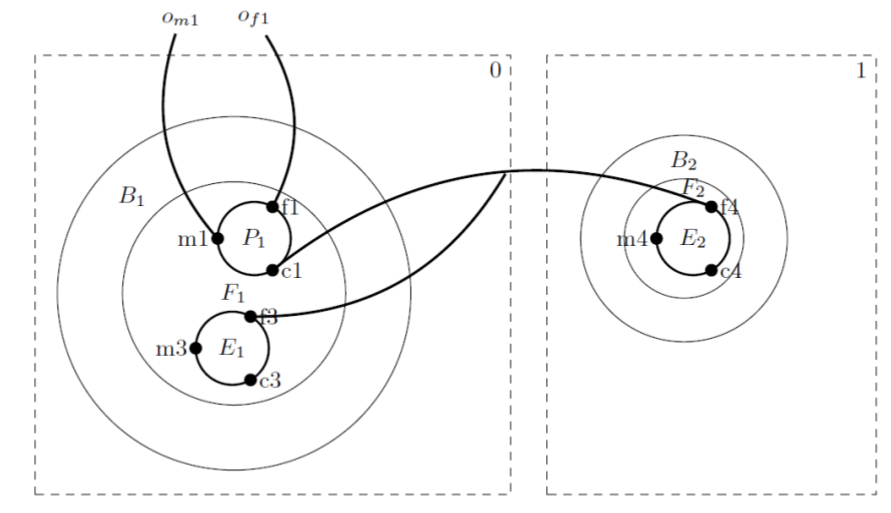 o_{m1} o_{f1}
0 1
B_1 B_2
F_2
f1 f4
m1 P_1 m4 E_2
c1 c4
F_1
f3
m3 E_1
c3